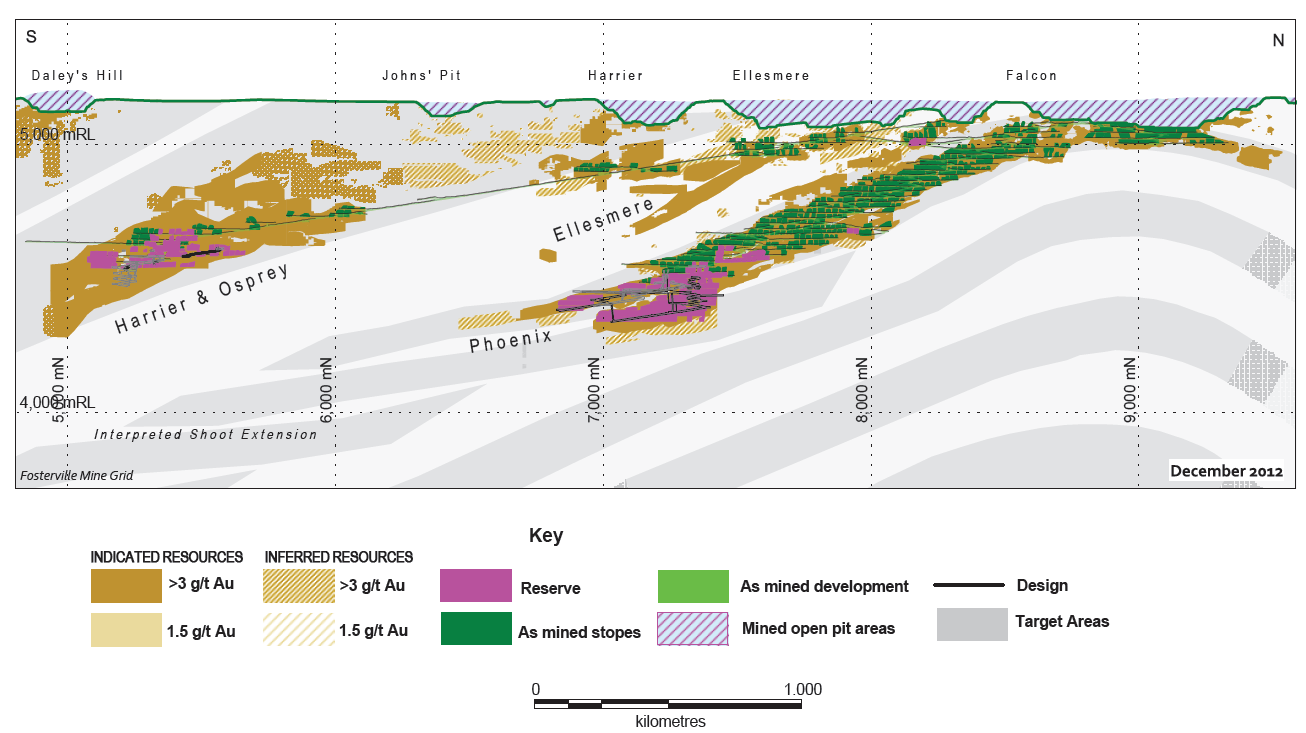 S
N
Daley's Hill
Johns' Pit
Harrier
Ellesmere
Falcon
5,000 mRL
Ellesmere
Harrier & Osprey
Phoenix
5,000 mN
6,000 mN
7,000 mN
8,000 mN
9,000 mN
4,000 mRL
Interpreted Shoot Extension
Fosterville Mine Grid
December 2012
Key
INDICATED RESOURCES
INFERRED RESOURCES
>3 g/t Au
>3 g/t Au
Reserve
As mined development
Design
1.5 g/t Au
1.5 g/t Au
As mined stopes
Mined open pit areas
Target Areas
0
1.000
kilometres